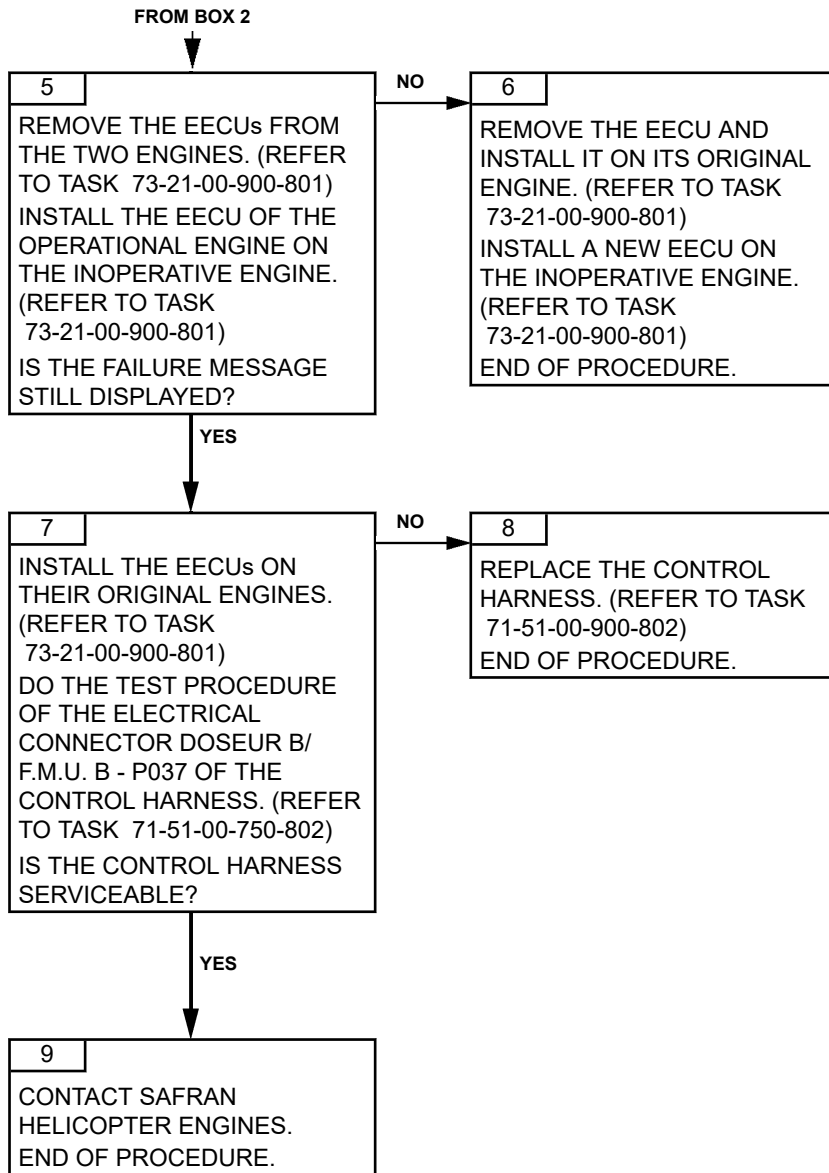 FROM BOX 2
5
REMOVE THE EECUs FROM
THE TWO ENGINES. (REFER
TO TASK 73-21-00-900-801)
INSTALL THE EECU OF THE
OPERATIONAL ENGINE ON
THE INOPERATIVE ENGINE.
(REFER TO TASK
73-21-00-900-801)
IS THE FAILURE MESSAGE
STILL DISPLAYED?
NO
6
REMOVE THE EECU AND
INSTALL IT ON ITS ORIGINAL
ENGINE. (REFER TO TASK
73-21-00-900-801)
INSTALL A NEW EECU ON
THE INOPERATIVE ENGINE.
(REFER TO TASK
73-21-00-900-801)
END OF PROCEDURE.
YES
7
INSTALL THE EECUs ON
THEIR ORIGINAL ENGINES.
(REFER TO TASK
73-21-00-900-801)
DO THE TEST PROCEDURE
OF THE ELECTRICAL
CONNECTOR DOSEUR B/
F.M.U. B - P037 OF THE
CONTROL HARNESS. (REFER
TO TASK 71-51-00-750-802)
IS THE CONTROL HARNESS
SERVICEABLE?
NO
8
REPLACE THE CONTROL
HARNESS. (REFER TO TASK
71-51-00-900-802)
END OF PROCEDURE.
YES
9
CONTACT SAFRAN
HELICOPTER ENGINES.
END OF PROCEDURE.